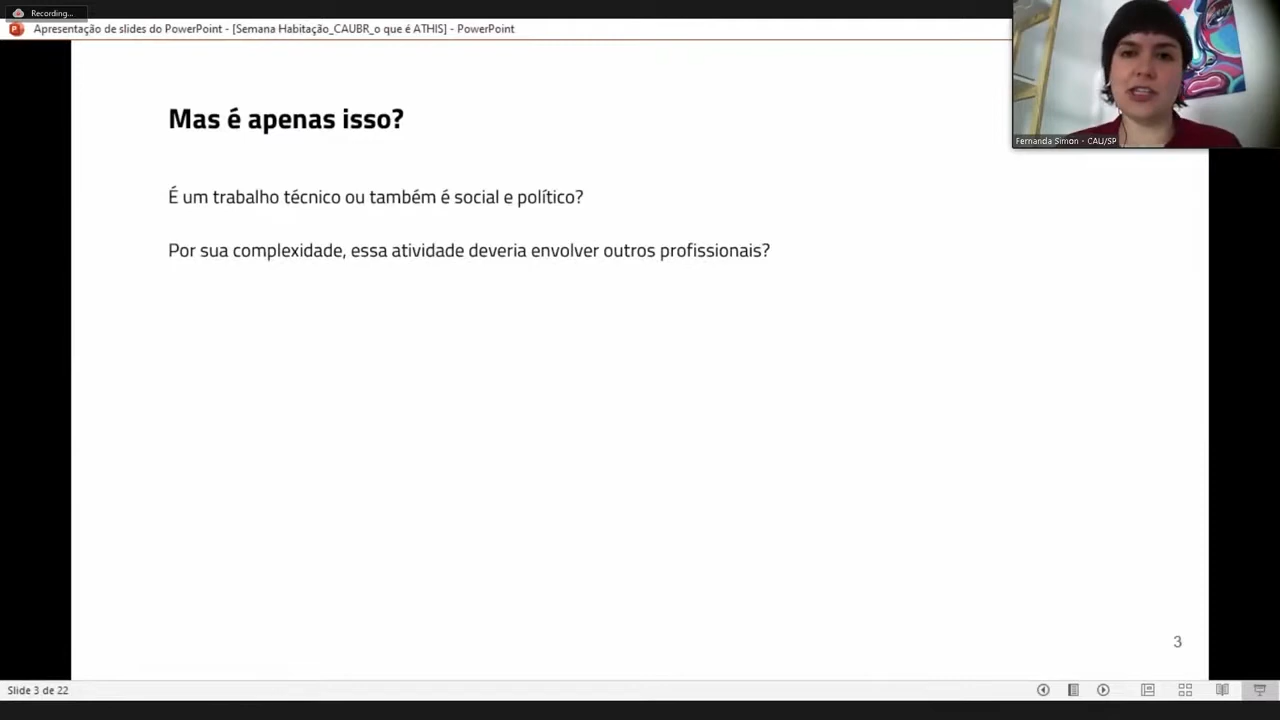 Recording...
Apresentação de slides do PowerPoint - [Semana Habitação_CAUBR_o que é ATHIS] - PowerPoint
Mas é apenas isso?
Fernanda Simon - CAU/SP
É um trabalho técnico ou também é social e político?
Por sua complexidade, essa atividade deveria envolver outros profissionais?
3
Slide 3 de 22